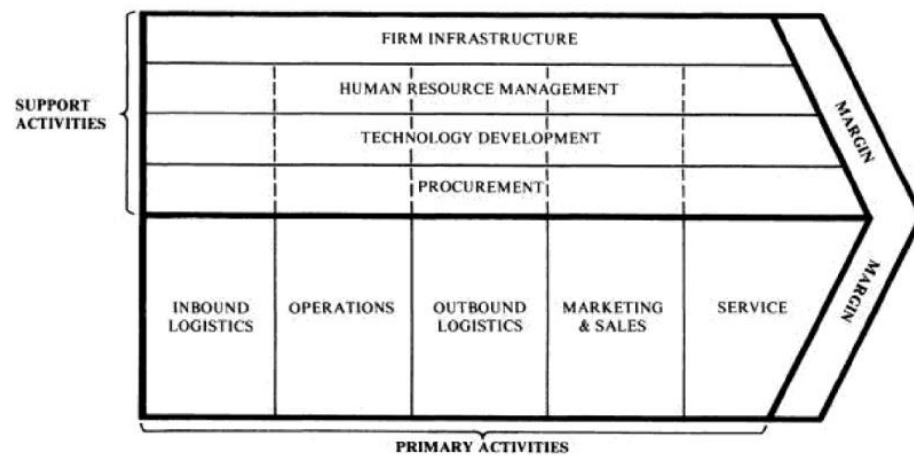 FIRM INFRASTRUCTURE
HUMAN RESOURCE MANAGEMENT
SUPPORT
ACTIVITIES
TECHNOLOGY DEVELOPMENT
PROCUREMENT
MARGIN
MARGIN
INBOUND
LOGISTICS
OPERATIONS
OUTBOUND
LOGISTICS
MARKETING
& SALES
SERVICE
PRIMARY ACTIVITIES